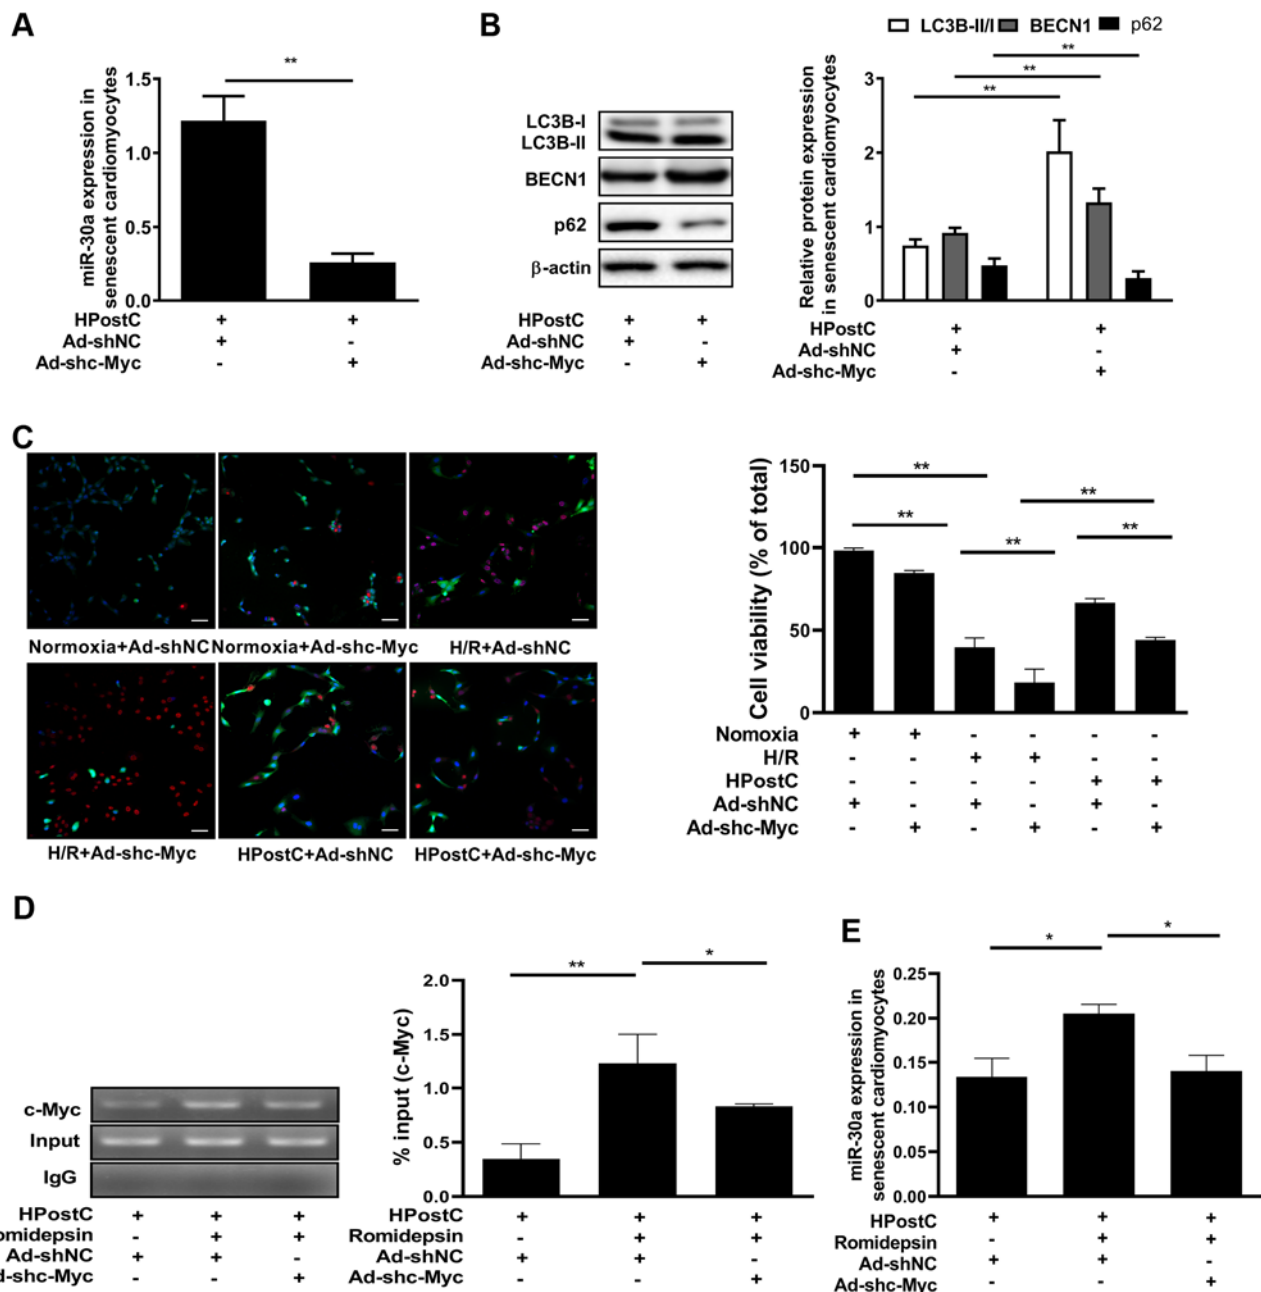 A
miR-30a expression in
senescent cardiomyocytes
1.5
1.0
0.5
0.0
**
HPostC + +
Ad-shNC + -
Ad-shc-Myc - +
B
LC3B-I
LC3B-II
BECN1
p62
β-actin
HPostC + +
Ad-shNC + -
Ad-shc-Myc - +
LC3B-II/I BECN1 p62
Relative protein expression
in senescent cardiomyocytes
3
2
1
0
**
**
**
HPostC + +
Ad-shNC + -
Ad-shc-Myc - +
C
Normoxia+Ad-shNC Normoxia+Ad-shc-Myc H/R+Ad-shNC
H/R+Ad-shc-Myc HPostC+Ad-shNC HPostC+Ad-shc-Myc
Cell viability (% of total)
150
100
50
0
**
**
**
**
**
Nomoxia + + - - - -
H/R - - + + - -
HPostC - - - - + +
Ad-shNC + - + - + -
Ad-shc-Myc - + - + - +
D
c-Myc
Input
IgG
HPostC + + +
omidepsin - + +
Ad-shNC + + -
d-shc-Myc - - +
% input (c-Myc)
2.0
1.5
1.0
0.5
0.0
**
*
HPostC + + +
Romidepsin - + +
Ad-shNC + + -
Ad-shc-Myc - - +
E
miR-30a expression in
senescent cardiomyocytes
0.25
0.20
0.15
0.10
0.05
0.00
*
*
HPostC + + +
Romidepsin - + +
Ad-shNC + + -
Ad-shc-Myc - - +